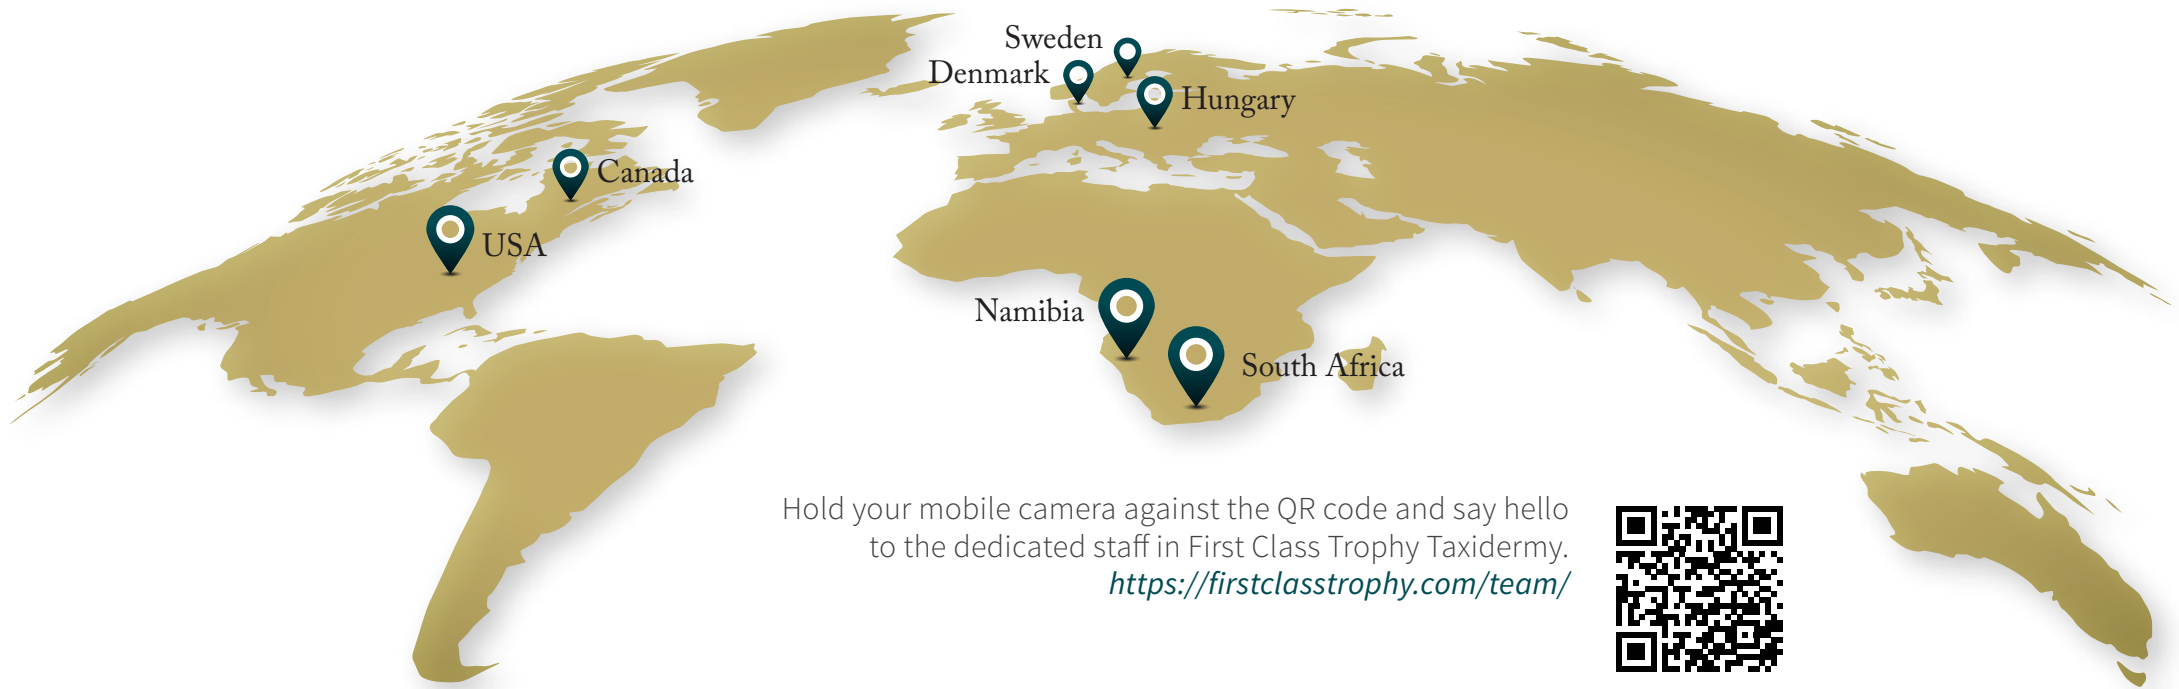 Sweden
Denmark
Hungary
Canada
USA
Namibia
South Africa
Hold your mobile camera against the QR code and say hello
to the dedicated staff in First Class Trophy Taxidermy.
https://firstclasstrophy.com/team/